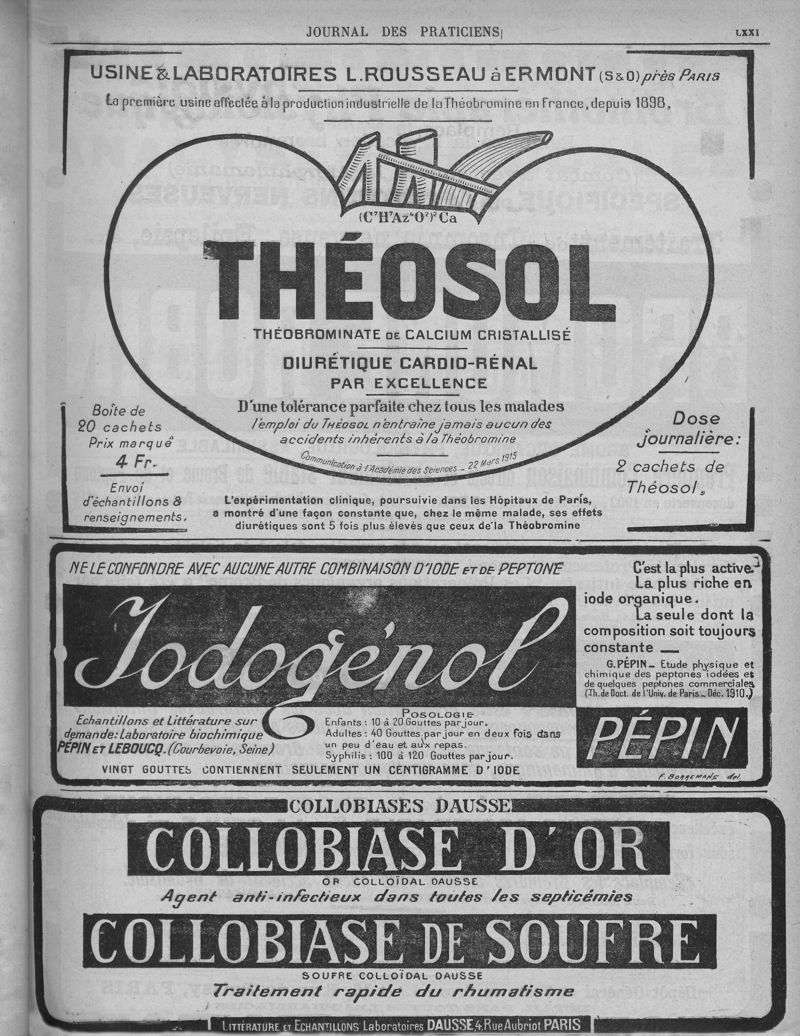 JOURNAL DES PRATICIENS
LXXI
USINE & LABORATOIRES L. ROUSSEAU à ERMONT (S & O) près PARIS
La première usine affectée à la production industrielle de la Théobromine en France, depuis 1898,
(C⁷H⁷Az⁴O²)² Ca
THÉOSOL
THÉOBROMINATE DE CALCIUM CRISTALLISÉ
DIURÉTIQUE CARDIO-RÉNAL
PAR EXCELLENCE
D'une tolérance parfaite chez tous les malades
l'emploi du THÉOSOL n'entraîne jamais aucun des
accidents inhérents à la Théobromine
Communication à l'Académie des Sciences _ 22 Mars 1915
Boîte de
20 cachets
Prix marqué
4 Fr.
Envoi
d'échantillons &
renseignements.
Dose
journalière :
2 cachets de
Théosol.
L'expérimentation clinique, poursuivie dans les Hôpitaux de Paris,
a montré d'une façon constante que, chez le même malade, ses effets
diurétiques sont 5 fois plus élevés que ceux de la Théobromine
NE LE CONFONDRE AVEC AUCUNE AUTRE COMBINAISON D'IODE ET DE PEPTONE
Iodogénol
C'est la plus active.
La plus riche en
iode organique.
La seule dont la
composition soit toujours
constante _
G. PÉPIN _ Etude physique et
chimique des peptones iodées et
de quelques peptones commerciales
(Th. de Doct. de l'Univ. de Paris _ Déc. 1910.)
PÉPIN
F. BORREMANS del.
Echantillons et Littérature sur
demande: Laboratoire biochimique
PÉPIN ET LEBOUCQ. (Courbevoie, Seine)
POSOLOGIE
Enfants : 10 à 20 Gouttes par jour.
Adultes : 40 Gouttes par jour en deux fois dans
un peu d'eau et aux repas.
Syphilis : 100 à 120 Gouttes par jour.
VINGT GOUTTES CONTIENNENT SEULEMENT UN CENTIGRAMME D'IODE
COLLOBIASES DAUSSE
COLLOBIASE D'OR
OR COLLOÏDAL DAUSSE
Agent anti-infectieux dans toutes les septicémies
COLLOBIASE DE SOUFRE
SOUFRE COLLOÏDAL DAUSSE
Traitement rapide du rhumatisme
LITTÉRATURE ET ECHANTILLONS Laboratoires DAUSSE 4, Rue Aubriot PARIS